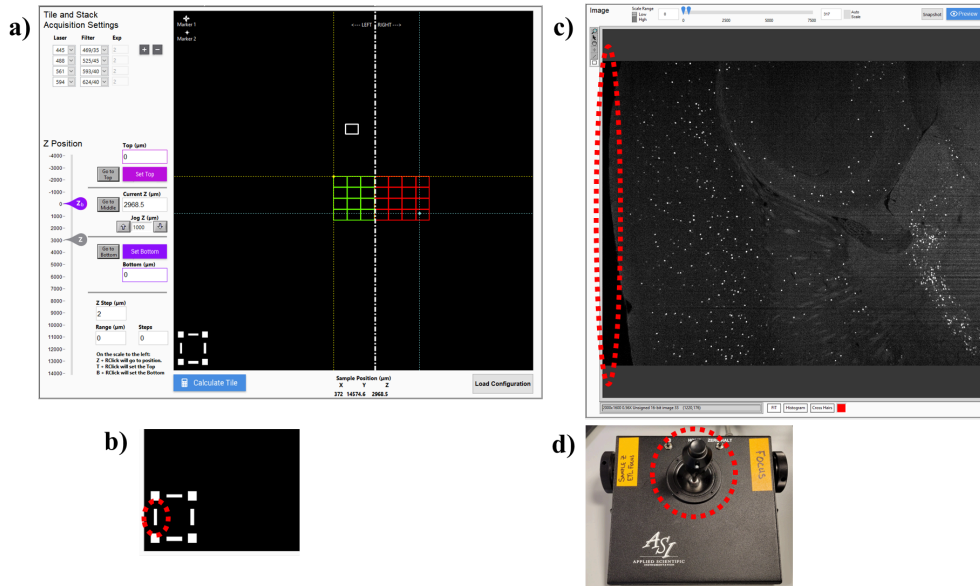 a)
Tile and Stack
Acquisition Settings
Laser Filter Exp
445 469/35 2
488 525/45 2
561 593/40 2
594 624/40 2
+ −
Marker 1
Marker 2
<--- LEFT RIGHT --->
Z Position
-4000
-3000
-2000
-1000
0
1000
2000
3000
4000
5000
6000
7000
8000
9000
10000
11000
12000
13000
14000
Z
Top (µm)
0
Go to Top
Set Top
Current Z (µm)
Go to Middle
2968.5
Jog Z (µm)
1000
Go to Bottom
Set Bottom
Bottom (µm)
0
Z Step (µm)
2
Range (µm) Steps
0 0
On the scale to the left:
Z + RClick will go to position.
T + RClick will set the Top
B + RClick will set the Bottom
Calculate Tile
Sample Position (µm)
X Y Z
372 14574.6 2968.5
Load Configuration
b)
c)
Image
Scale Range
Low
High
0
0 2500 5000 7500
Auto
Scale
Snapshot
Preview
FIT
Histogram
Cross Hairs
d)
SAMPLE Z
FOCUS
ASI
APPLIED SCIENTIFIC
INSTRUMENTATION